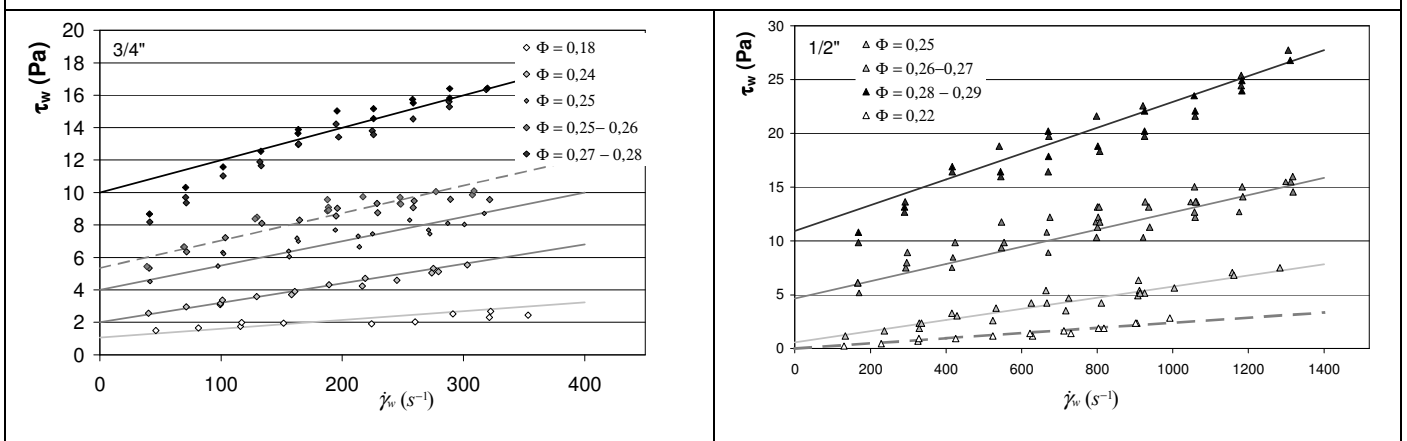 3/4"
τw (Pa)
20
18
16
14
12
10
8
6
4
2
0
0 100 200 300 400
γ̇w (s−1)
Φ = 0,18
Φ = 0,24
Φ = 0,25
Φ = 0,25– 0,26
Φ = 0,27 – 0,28
1/2"
τw (Pa)
30
25
20
15
10
5
0
0 200 400 600 800 1000 1200 1400
γ̇w (s−1)
Φ = 0,25
Φ = 0,26–0,27
Φ = 0,28 – 0,29
Φ = 0,22